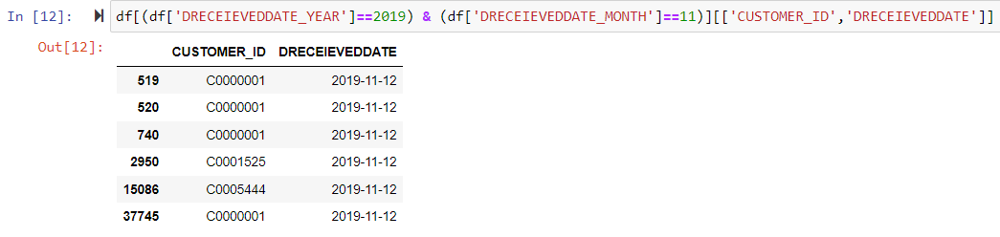 In [12]: df[(df['DRECEIEVEDDATE_YEAR']==2019) & (df['DRECEIEVEDDATE_MONTH']==11)][['CUSTOMER_ID','DRECEIEVEDDATE']]
Out[12]:
CUSTOMER_ID DRECEIEVEDDATE
519 C0000001 2019-11-12
520 C0000001 2019-11-12
740 C0000001 2019-11-12
2950 C0001525 2019-11-12
15086 C0005444 2019-11-12
37745 C0000001 2019-11-12